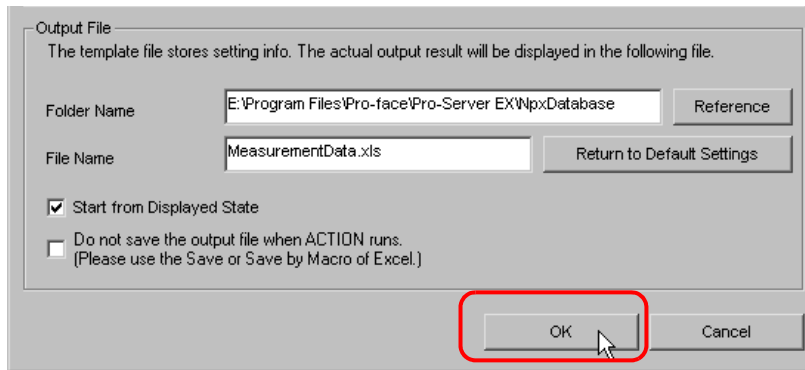 Output File
The template file stores setting info. The actual output result will be displayed in the following file.
Folder Name
E:\Program Files\Pro-face\Pro-Server EX\NpxDatabase
Reference
File Name
MeasurementData.xls
Return to Default Settings
Start from Displayed State
Do not save the output file when ACTION runs.
(Please use the Save or Save by Macro of Excel.)
OK
Cancel